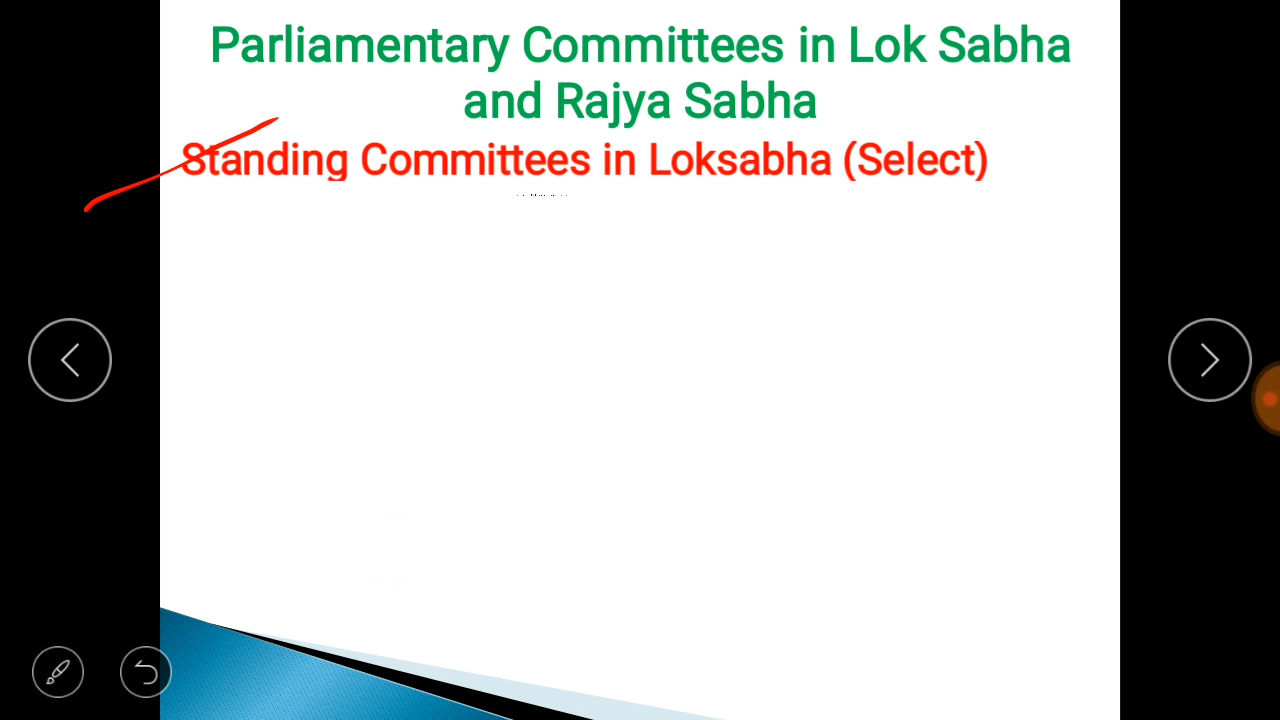 Parliamentary Committees in Lok Sabha
and Rajya Sabha
Standing Committees in Loksabha (Select)